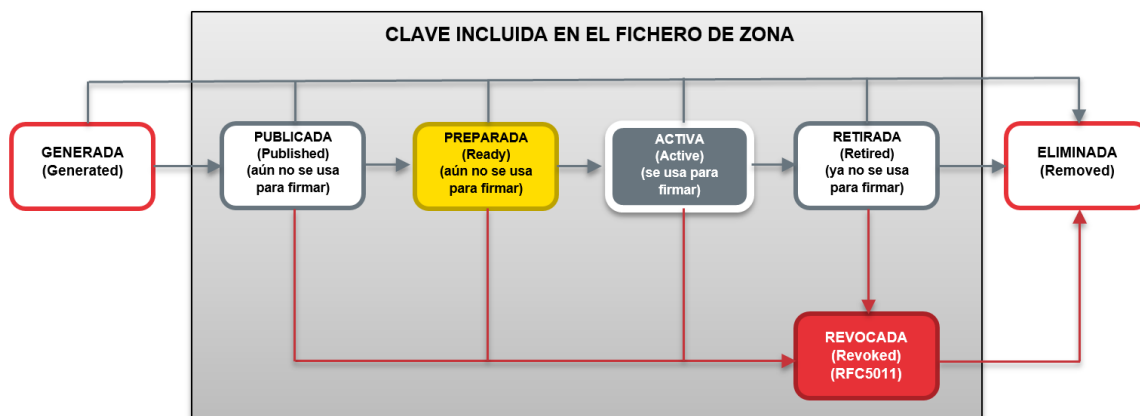 CLAVE INCLUIDA EN EL FICHERO DE ZONA
GENERADA
(Generated)
PUBLICADA
(Published)
(aún no se usa
para firmar)
PREPARADA
(Ready)
(aún no se usa
para firmar)
ACTIVA
(Active)
(se usa para
firmar)
RETIRADA
(Retired)
(ya no se usa
para firmar)
ELIMINADA
(Removed)
REVOCADA
(Revoked)
(RFC5011)